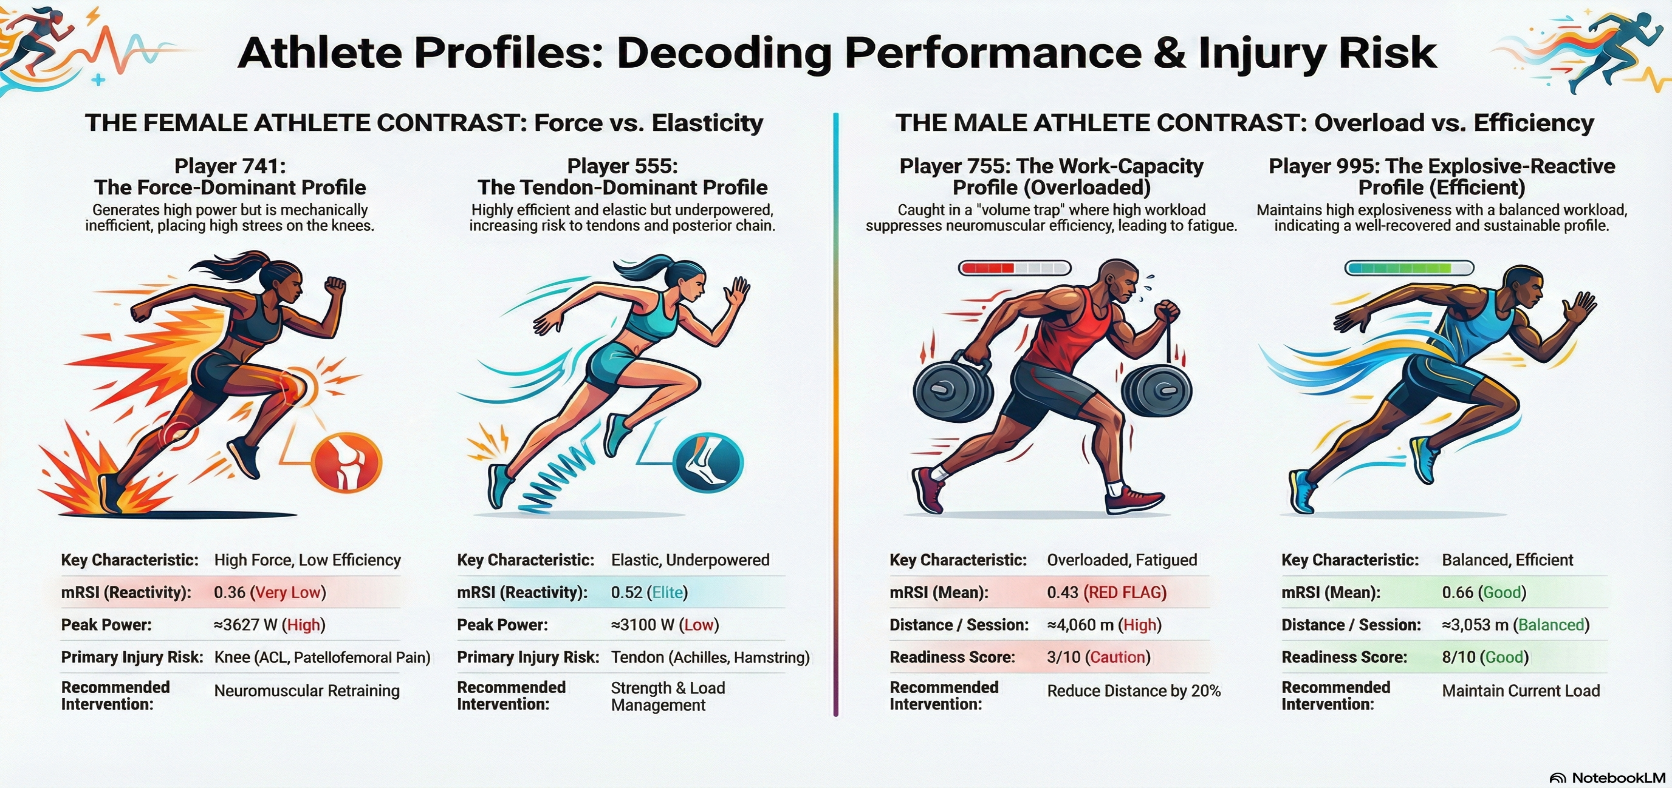 Athlete Profiles: Decoding Performance & Injury Risk
THE FEMALE ATHLETE CONTRAST: Force vs. Elasticity
Player 741:
The Force-Dominant Profile
Generates high power but is mechanically
inefficient, placing high strees on the knees.
Player 555:
The Tendon-Dominant Profile
Highly efficient and elastic but underpowered,
increasing risk to tendons and posterior chain.
Key Characteristic: High Force, Low Efficiency
mRSI (Reactivity): 0.36 (Very Low)
Peak Power: ≈3627 W (High)
Primary Injury Risk: Knee (ACL, Patellofemoral Pain)
Recommended
Intervention: Neuromuscular Retraining
Key Characteristic: Elastic, Underpowered
mRSI (Reactivity): 0.52 (Elite)
Peak Power: ≈3100 W (Low)
Primary Injury Risk: Tendon (Achilles, Hamstring)
Recommended Strength & Load
Intervention: Management
THE MALE ATHLETE CONTRAST: Overload vs. Efficiency
Player 755: The Work-Capacity
Profile (Overloaded)
Caught in a "volume trap" where high workload
suppresses neuromuscular efficiency, leading to fatigue.
Player 995: The Explosive-Reactive
Profile (Efficient)
Maintains high explosiveness with a balanced workload,
indicating a well-recovered and sustainable profile.
Key Characteristic: Overloaded, Fatigued
mRSI (Mean): 0.43 (RED FLAG)
Distance / Session: ≈4,060 m (High)
Readiness Score: 3/10 (Caution)
Recommended
Intervention: Reduce Distance by 20%
Key Characteristic: Balanced, Efficient
mRSI (Mean): 0.66 (Good)
Distance / Session: ≈3,053 m (Balanced)
Readiness Score: 8/10 (Good)
Recommended
Intervention: Maintain Current Load
NotebookLM